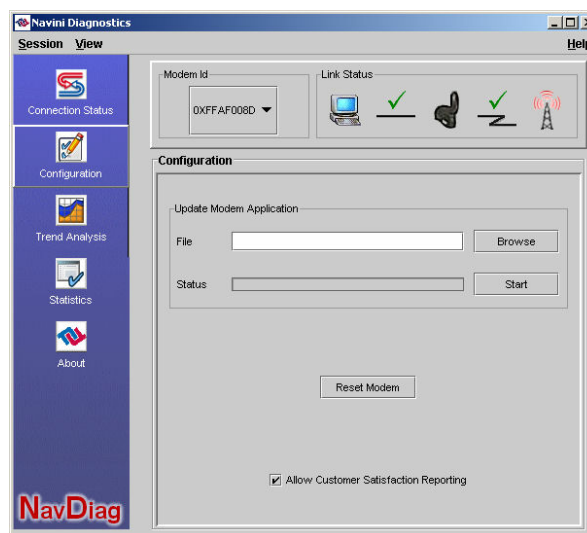 Navini Diagnostics
Session View Help
Modem Id
Link Status
Connection Status
0XFFAF008D
Configuration
Configuration
Update Modem Application
File
Browse
Trend Analysis
Status
Start
Statistics
About
Reset Modem
Allow Customer Satisfaction Reporting
NavDiag